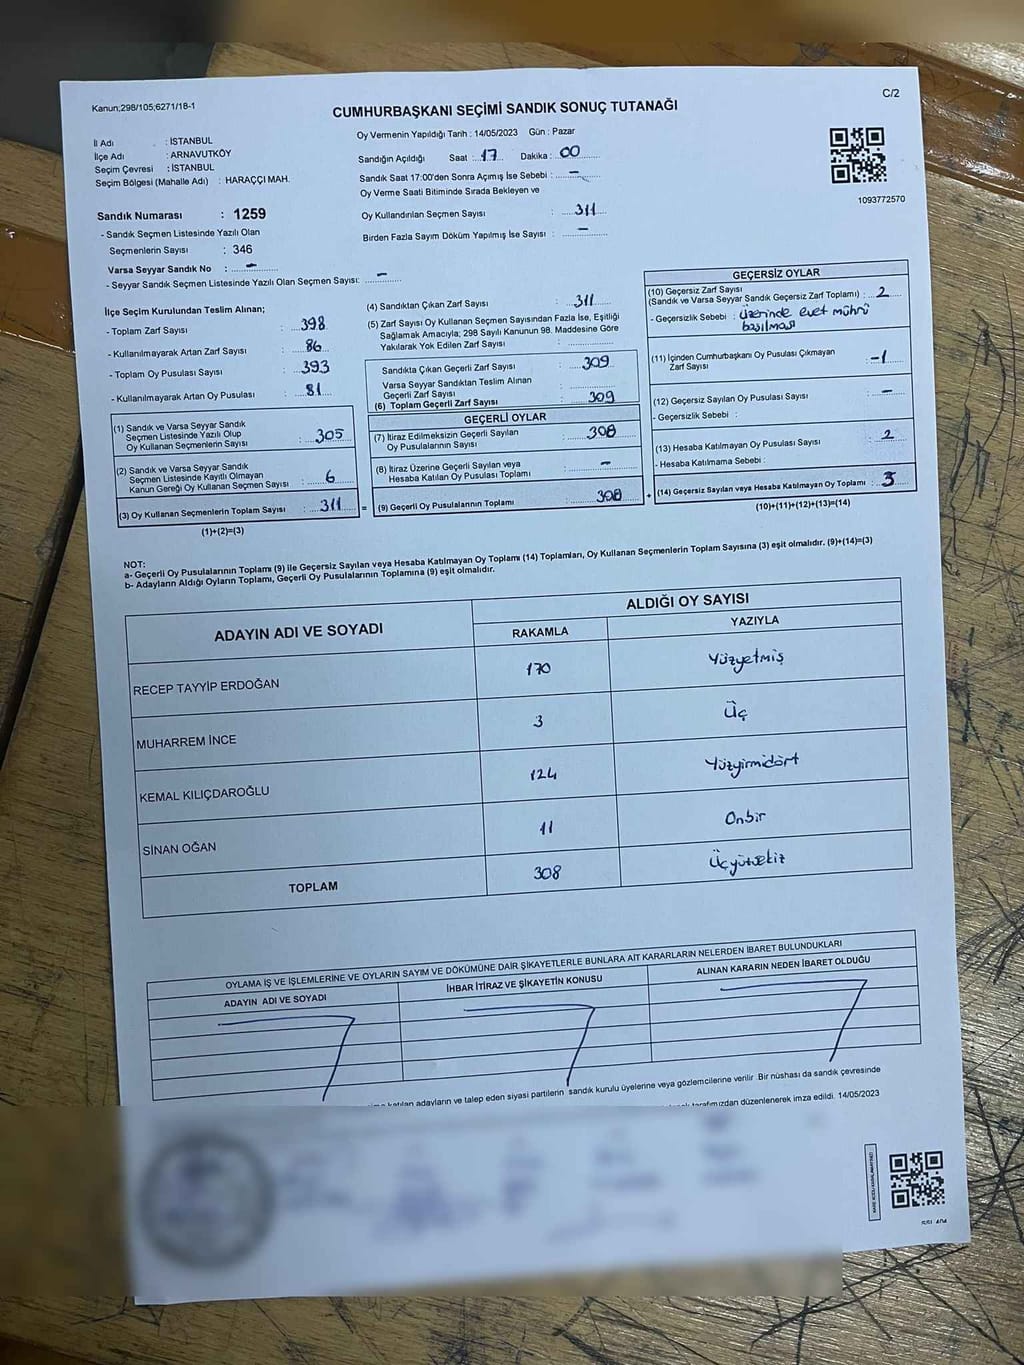 Kanun;298/105;6271/18-1
C/2
CUMHURBAŞKANI SEÇİMİ SANDIK SONUÇ TUTANAĞI
İl Adı : İSTANBUL
İlçe Adı : ARNAVUTKÖY
Seçim Çevresi : İSTANBUL
Seçim Bölgesi (Mahalle Adı) : HARAÇÇI MAH.
Sandık Numarası : 1259
- Sandık Seçmen Listesinde Yazılı Olan
Seçmenlerin Sayısı : 346
Varsa Seyyar Sandık No : -
- Seyyar Sandık Seçmen Listesinde Yazılı Olan Seçmen Sayısı: -
Oy Vermenin Yapıldığı Tarih : 14/05/2023 Gün : Pazar
Sandığın Açıldığı Saat : 17 Dakika : 00
Sandık Saat 17:00'den Sonra Açımış İse Sebebi : -
Oy Verme Saati Bitiminde Sırada Bekleyen ve
Oy Kullandırılan Seçmen Sayısı : 311
Birden Fazla Sayım Döküm Yapılmış İse Sayısı : -
1093772570
İlçe Seçim Kurulundan Teslim Alınan;
- Toplam Zarf Sayısı : 398
- Kullanılmayarak Artan Zarf Sayısı : 86
- Toplam Oy Pusulası Sayısı : 393
- Kullanılmayarak Artan Oy Pusulası : 81
(1) Sandık ve Varsa Seyyar Sandık
Seçmen Listesinde Yazılı Olup
Oy Kullanan Seçmenlerin Sayısı : 305
(2) Sandık ve Varsa Seyyar Sandık
Seçmen Listesinde Kayıtlı Olmayan
Kanun Gereği Oy Kullanan Seçmen Sayısı : 6
(3) Oy Kullanan Seçmenlerin Toplam Sayısı : 311
(1)+(2)=(3)
(4) Sandıktan Çıkan Zarf Sayısı : 311
(5) Zarf Sayısı Oy Kullanan Seçmen Sayısından Fazla İse, Eşitliği
Sağlamak Amacıyla; 298 Sayılı Kanunun 98. Maddesine Göre
Yakılarak Yok Edilen Zarf Sayısı :
Sandıkta Çıkan Geçerli Zarf Sayısı : 309
Varsa Seyyar Sandıktan Teslim Alınan
Geçerli Zarf Sayısı :
(6) Toplam Geçerli Zarf Sayısı : 309
GEÇERLİ OYLAR
(7) İtiraz Edilmeksizin Geçerli Sayılan
Oy Pusulalarının Sayısı : 308
(8) İtiraz Üzerine Geçerli Sayılan veya
Hesaba Katılan Oy Pusulası Toplamı : -
= (9) Geçerli Oy Pusulalarının Toplamı : 308
GEÇERSİZ OYLAR
(10) Geçersiz Zarf Sayısı
(Sandık ve Varsa Seyyar Sandık Geçersiz Zarf Toplamı) : 2
- Geçersizlik Sebebi : üzerinde evet mührü
basılması
(11) İçinden Cumhurbaşkanı Oy Pusulası Çıkmayan
Zarf Sayısı : -1
(12) Geçersiz Sayılan Oy Pusulası Sayısı : -
- Geçersizlik Sebebi :
(13) Hesaba Katılmayan Oy Pusulası Sayısı : 2
- Hesaba Katılmama Sebebi :
+ (14) Geçersiz Sayılan veya Hesaba Katılmayan Oy Toplamı : 3
(10)+(11)+(12)+(13)=(14)
NOT:
a- Geçerli Oy Pusulalarının Toplamı (9) ile Geçersiz Sayılan veya Hesaba Katılmayan Oy Toplamı (14) Toplamları, Oy Kullanan Seçmenlerin Toplam Sayısına (3) eşit olmalıdır. (9)+(14)=(3)
b- Adayların Aldığı Oyların Toplamı, Geçerli Oy Pusulalarının Toplamına (9) eşit olmalıdır.
ADAYIN ADI VE SOYADI
ALDIĞI OY SAYISI
RAKAMLA YAZIYLA
RECEP TAYYİP ERDOĞAN 170 Yüzyetmiş
MUHARREM İNCE 3 Üç
KEMAL KILIÇDAROĞLU 124 Yüzyirmidört
SİNAN OĞAN 11 Onbir
TOPLAM 308 Üçyüzsekiz
OYLAMA İŞ VE İŞLEMLERİNE VE OYLARIN SAYIM VE DÖKÜMÜNE DAİR ŞİKAYETLERLE BUNLARA AİT KARARLARIN NELERDEN İBARET BULUNDUKLARI
ADAYIN ADI VE SOYADI İHBAR İTİRAZ VE ŞİKAYETİN KONUSU ALINAN KARARIN NEDEN İBARET OLDUĞU
katılan adayların ve talep eden siyasi partilerin sandık kurulu üyelerine veya gözlemcilerine verilir. Bir nüshası da sandık çevresinde
tarafımızdan düzenlenerek imza edildi. 14/05/2023